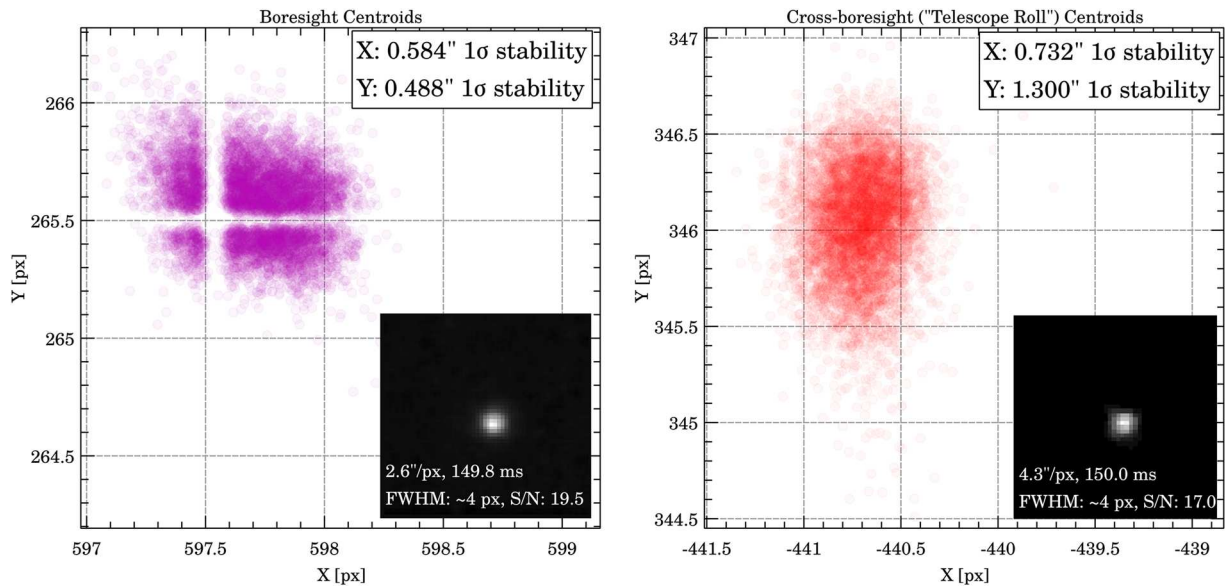 Boresight Centroids
X: 0.584" 1σ stability
Y: 0.488" 1σ stability
266
265.5
265
264.5
Y [px]
2.6"/px, 149.8 ms
FWHM: ~4 px, S/N: 19.5
597
597.5
598
598.5
599
X [px]
Cross-boresight ("Telescope Roll") Centroids
X: 0.732" 1σ stability
Y: 1.300" 1σ stability
347
346.5
346
345.5
345
344.5
Y [px]
4.3"/px, 150.0 ms
FWHM: ~4 px, S/N: 17.0
-441.5
-441
-440.5
-440
-439.5
-439
X [px]